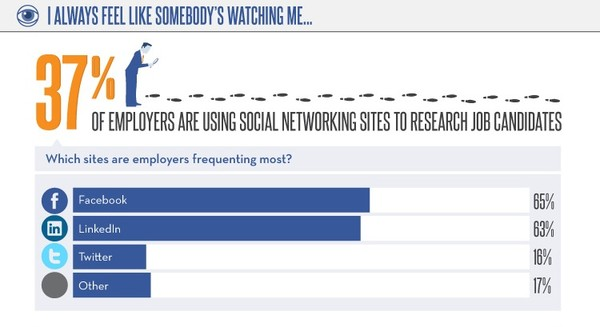 I ALWAYS FEEL LIKE SOMEBODY'S WATCHING ME...
37%
OF EMPLOYERS ARE USING SOCIAL NETWORKING SITES TO RESEARCH JOB CANDIDATES
Which sites are employers frequenting most?
f Facebook 65%
in LinkedIn 63%
t Twitter 16%
Other 17%